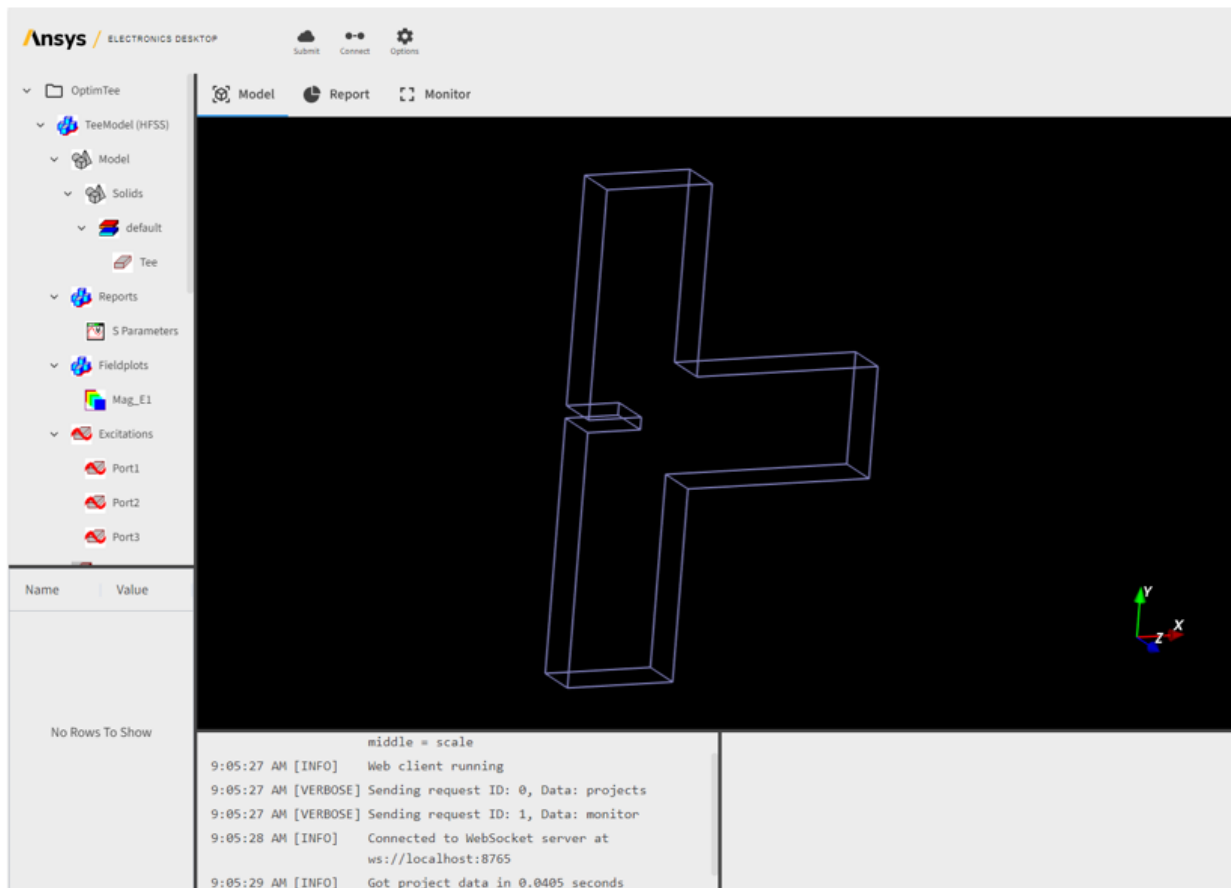 Ansys / ELECTRONICS DESKTOP
Submit Connect Options
OptimTee
TeeModel (HFSS)
Model
Solids
default
Tee
Reports
S Parameters
Fieldplots
Mag_E1
Excitations
Port1
Port2
Port3
Name Value
No Rows To Show
Model Report Monitor
Y
X
Z
middle = scale
9:05:27 AM [INFO] Web client running
9:05:27 AM [VERBOSE] Sending request ID: 0, Data: projects
9:05:27 AM [VERBOSE] Sending request ID: 1, Data: monitor
9:05:28 AM [INFO] Connected to WebSocket server at
ws://localhost:8765
9:05:29 AM [INFO] Got project data in 0.0405 seconds